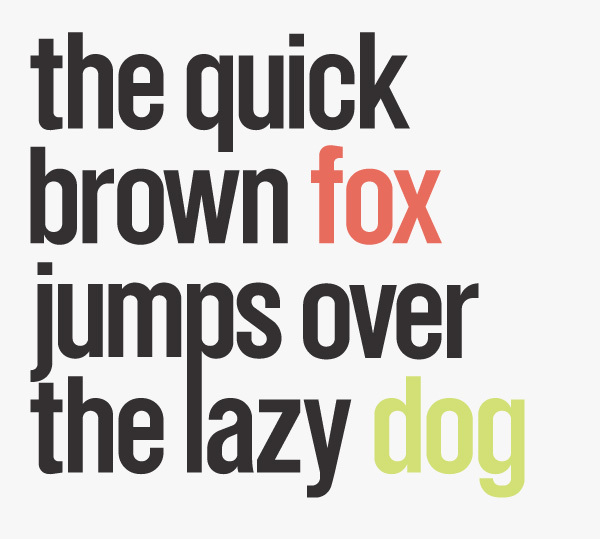 the quick
brown fox
jumps over
the lazy dog